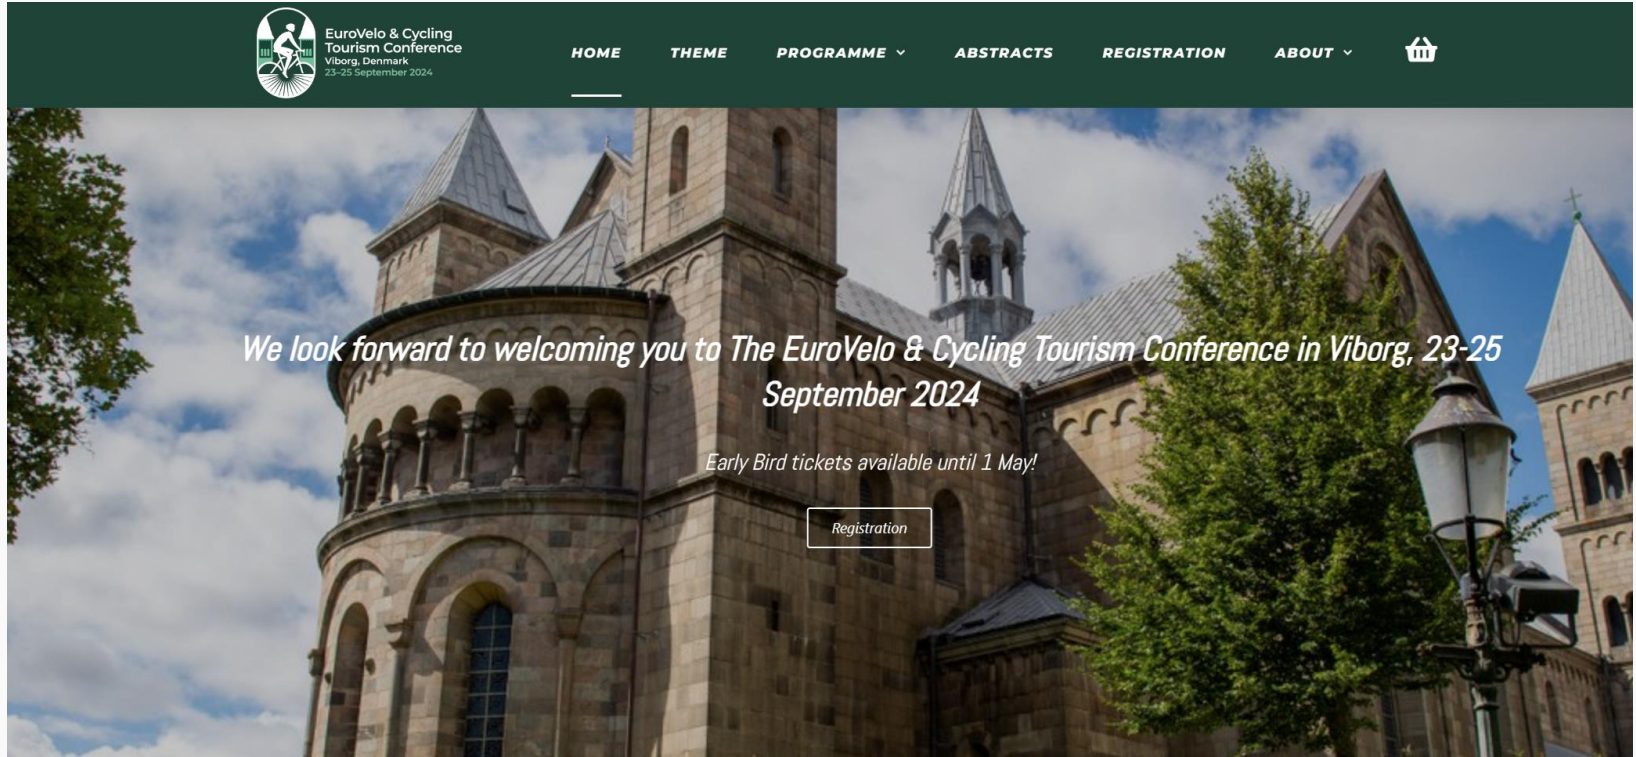 EuroVelo & Cycling
Tourism Conference
Viborg, Denmark
23–25 September 2024
HOME THEME PROGRAMME ABSTRACTS REGISTRATION ABOUT
We look forward to welcoming you to The EuroVelo & Cycling Tourism Conference in Viborg, 23-25
September 2024
Early Bird tickets available until 1 May!
Registration